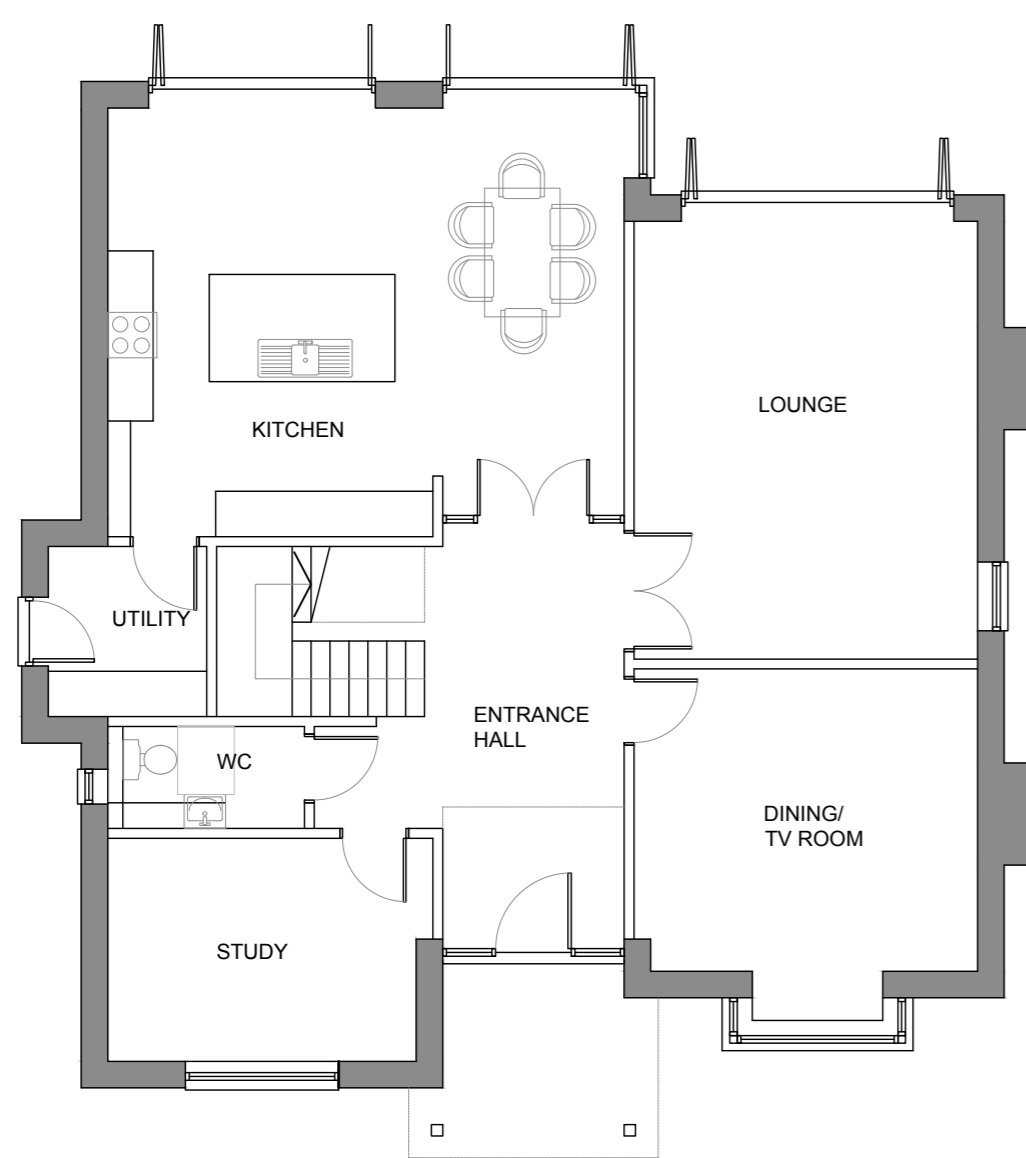 LOUNGE
KITCHEN
UTILITY
ENTRANCE
HALL
WC
DINING/
TV ROOM
STUDY